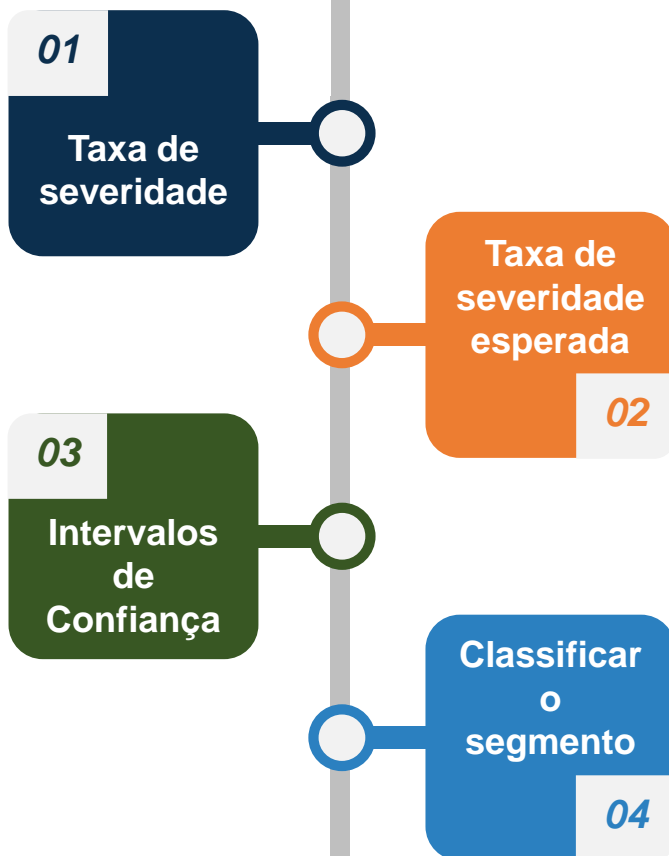 01
Taxa de
severidade
Taxa de
severidade
esperada
02
03
Intervalos
de
Confiança
Classificar
o
segmento
04